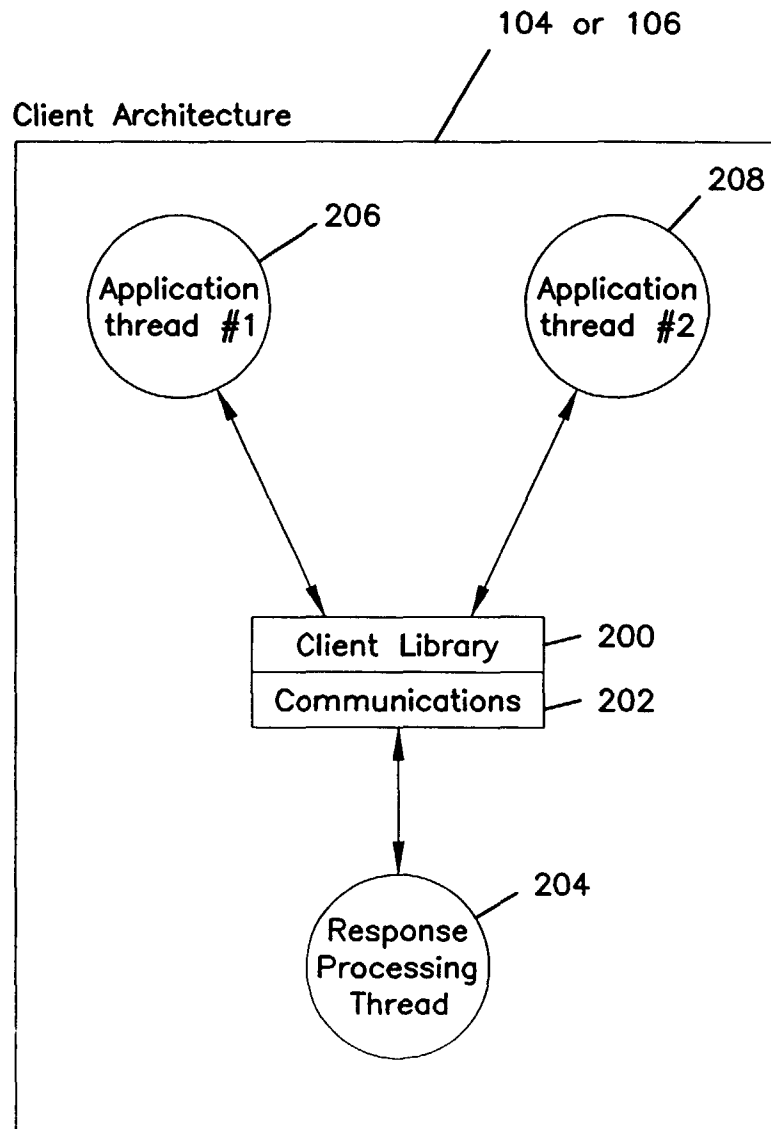 104 or 106
Client Architecture
206
208
Application
thread #1
Application
thread #2
Client Library
200
Communications
202
204
Response
Processing
Thread